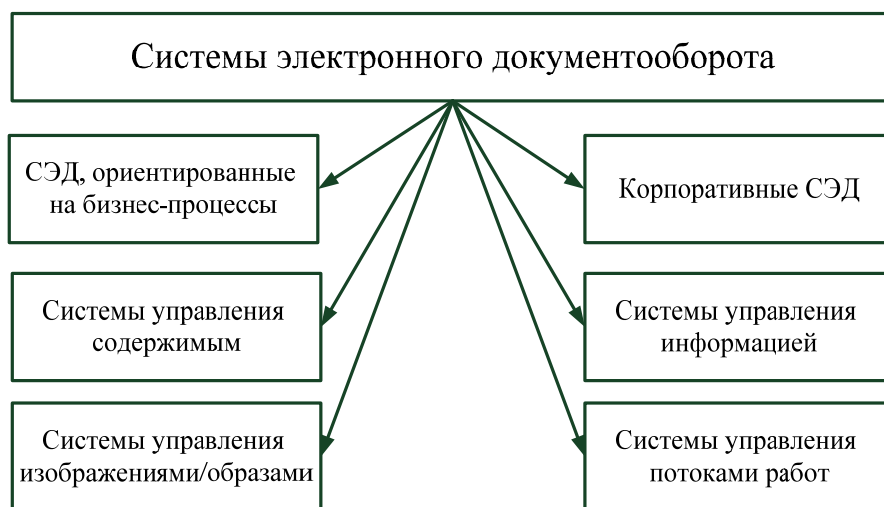 Системы электронного документооборота
СЭД, ориентированные
на бизнес-процессы
Корпоративные СЭД
Системы управления
содержимым
Системы управления
информацией
Системы управления
изображениями/образами
Системы управления
потоками работ